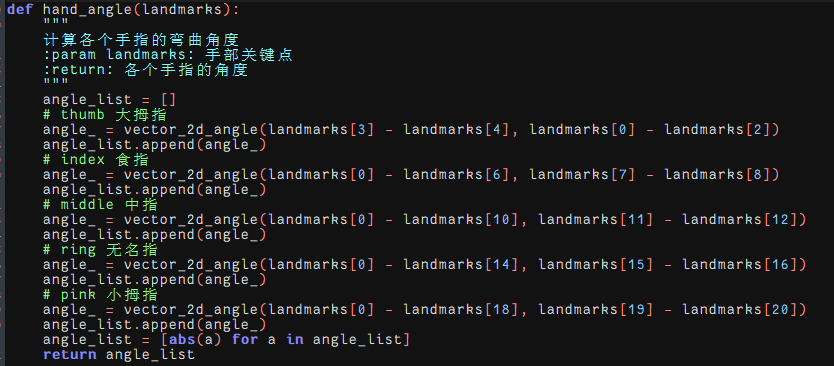 def hand_angle(landmarks):
    """
    计算各个手指的弯曲角度
    :param landmarks: 手部关键点
    :return: 各个手指的角度
    """
    angle_list = []
    # thumb 大拇指
    angle_ = vector_2d_angle(landmarks[3] - landmarks[4], landmarks[0] - landmarks[2])
    angle_list.append(angle_)
    # index 食指
    angle_ = vector_2d_angle(landmarks[0] - landmarks[6], landmarks[7] - landmarks[8])
    angle_list.append(angle_)
    # middle 中指
    angle_ = vector_2d_angle(landmarks[0] - landmarks[10], landmarks[11] - landmarks[12])
    angle_list.append(angle_)
    # ring 无名指
    angle_ = vector_2d_angle(landmarks[0] - landmarks[14], landmarks[15] - landmarks[16])
    angle_list.append(angle_)
    # pink 小拇指
    angle_ = vector_2d_angle(landmarks[0] - landmarks[18], landmarks[19] - landmarks[20])
    angle_list.append(angle_)
    angle_list = [abs(a) for a in angle_list]
    return angle_list